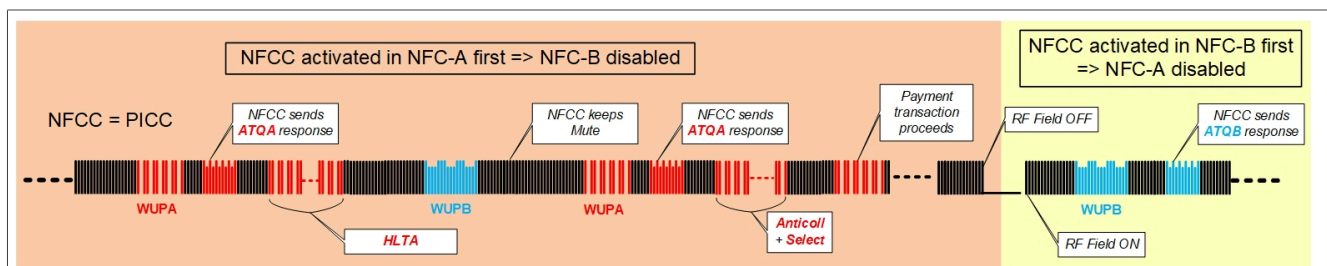 NFCC activated in NFC-A first => NFC-B disabled
NFCC activated in NFC-B first
=> NFC-A disabled
NFCC = PICC
NFCC sends
ATQA response
NFCC keeps
Mute
NFCC sends
ATQA response
Payment
transaction
proceeds
RF Field OFF
NFCC sends
ATQB response
WUPA
WUPB
WUPA
WUPB
HLTA
Anticoll
+ Select
RF Field ON